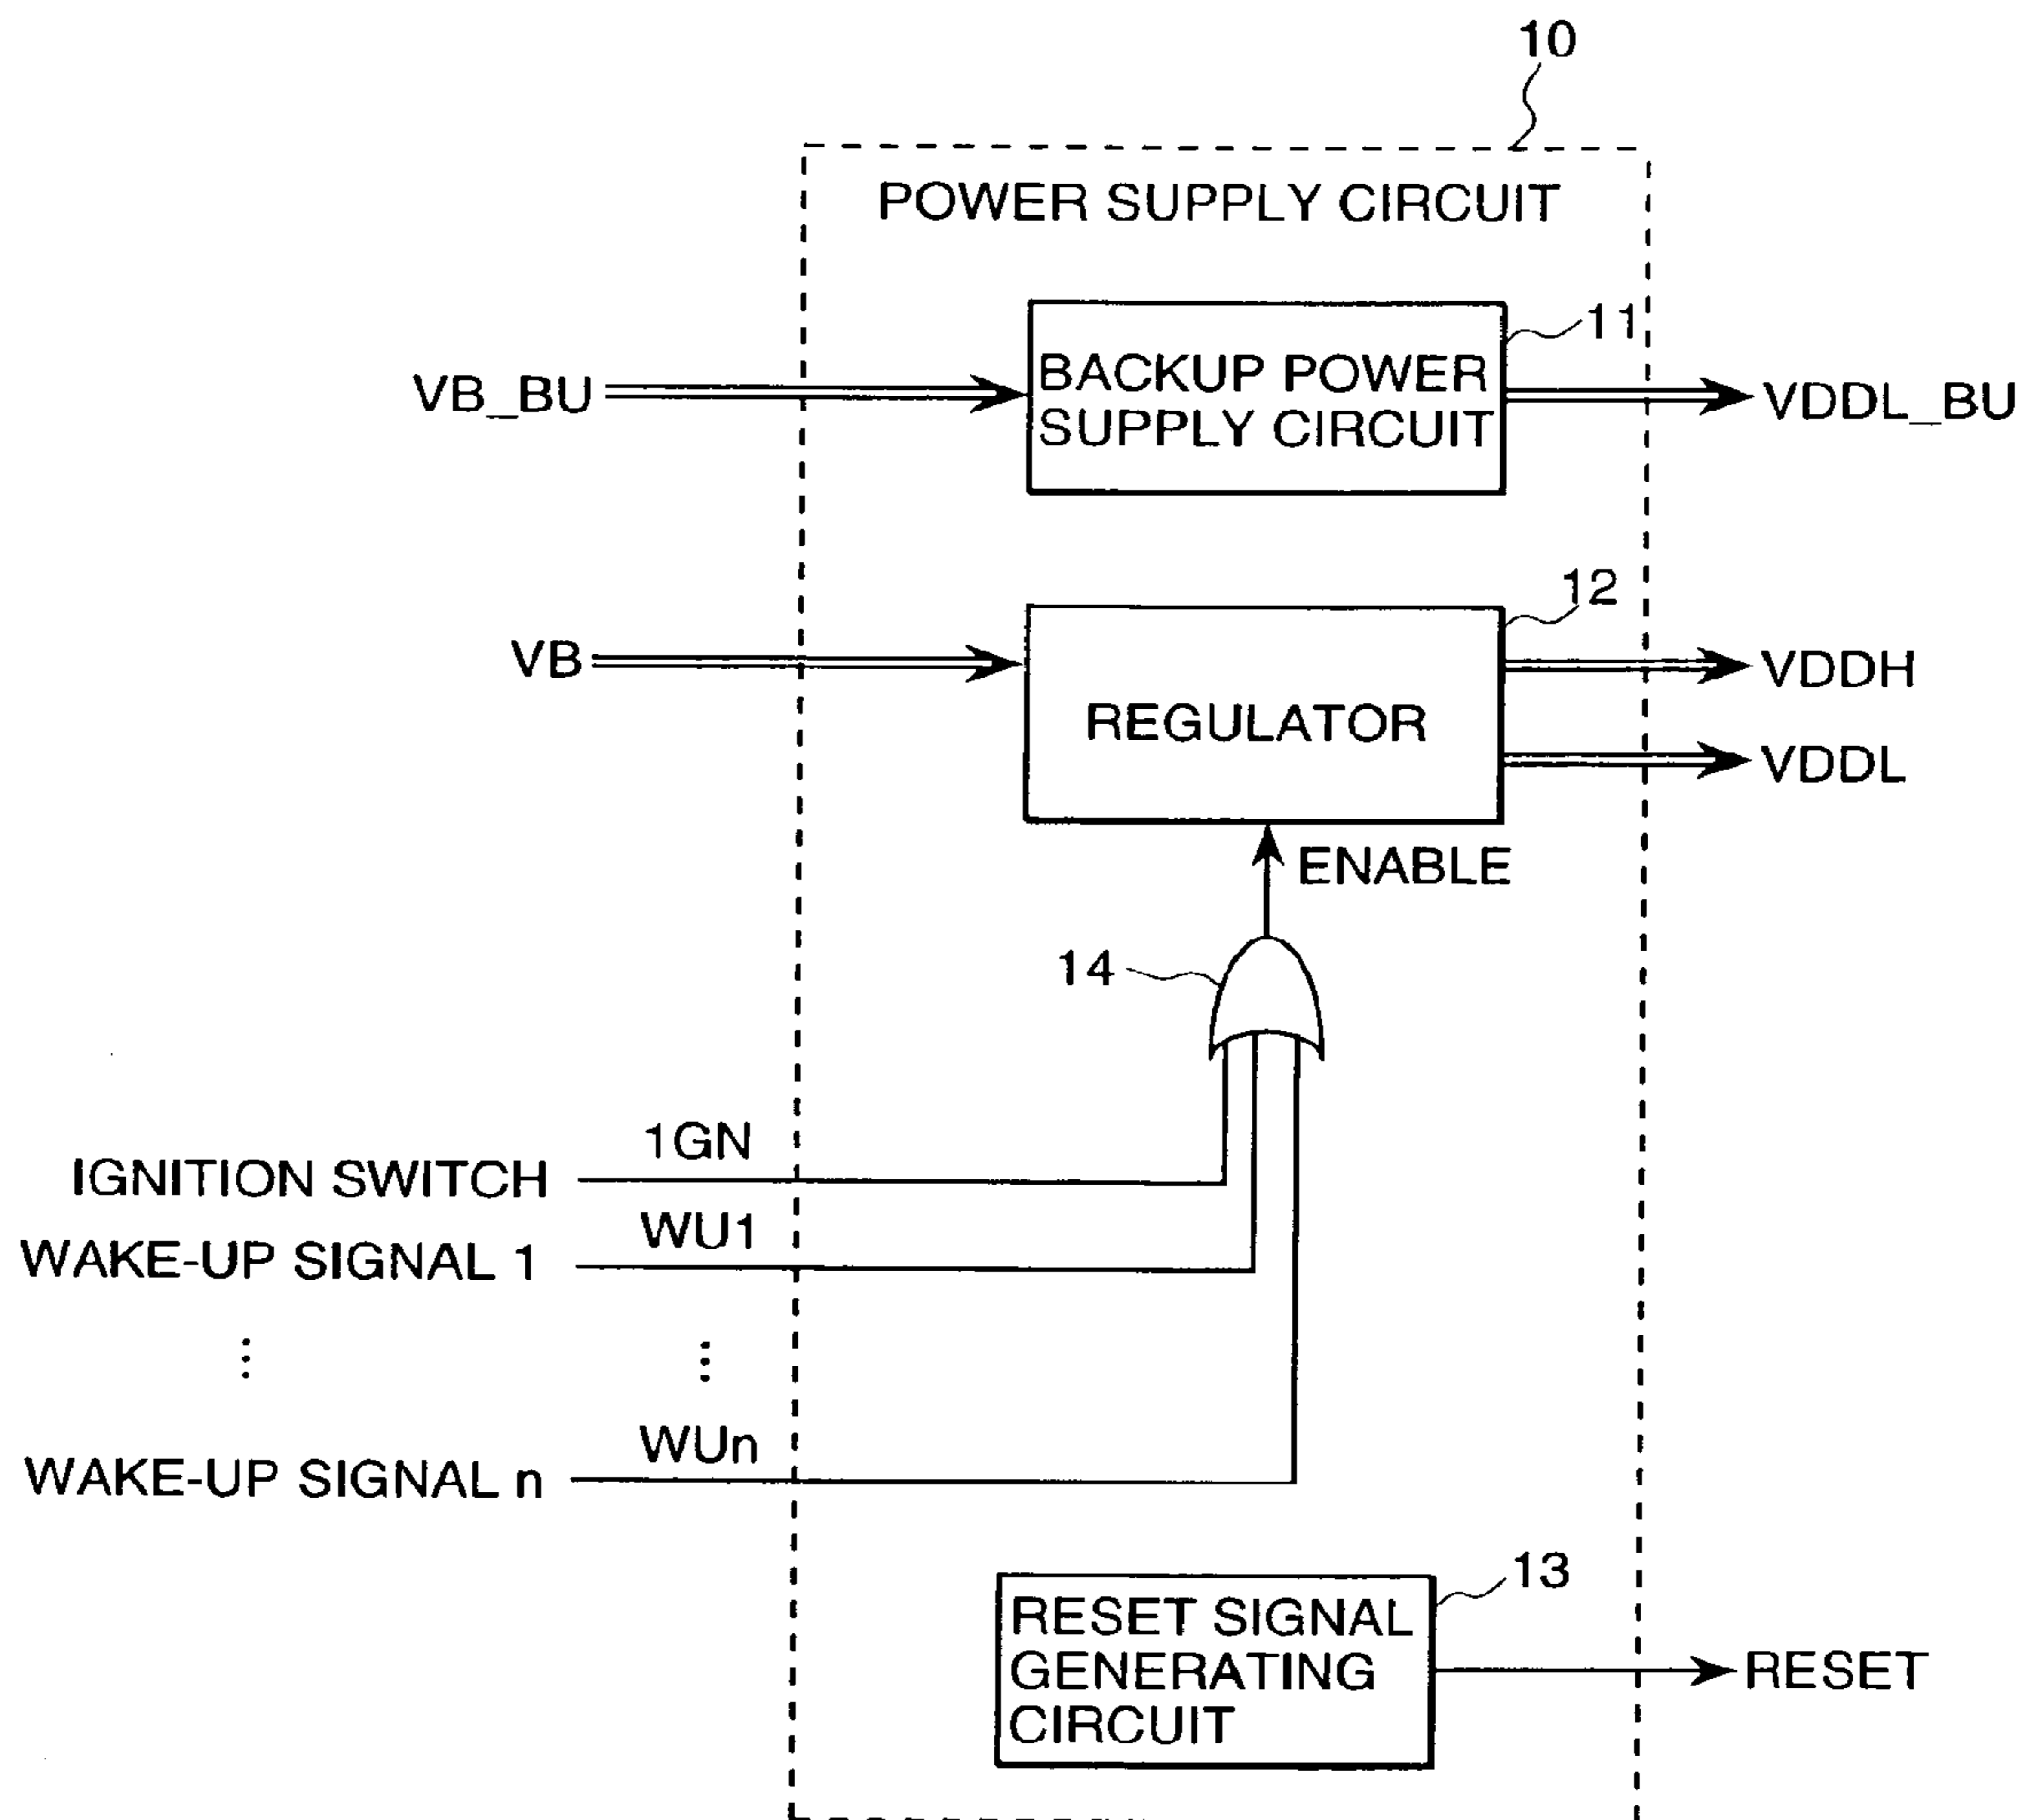 10
POWER SUPPLY CIRCUIT
11
VB_BU
BACKUP POWER
SUPPLY CIRCUIT
VDDL_BU
12
VB
REGULATOR
VDDH
VDDL
ENABLE
14
1GN
IGNITION SWITCH
WU1
WAKE-UP SIGNAL 1
WUn
WAKE-UP SIGNAL n
13
RESET SIGNAL
GENERATING
CIRCUIT
RESET